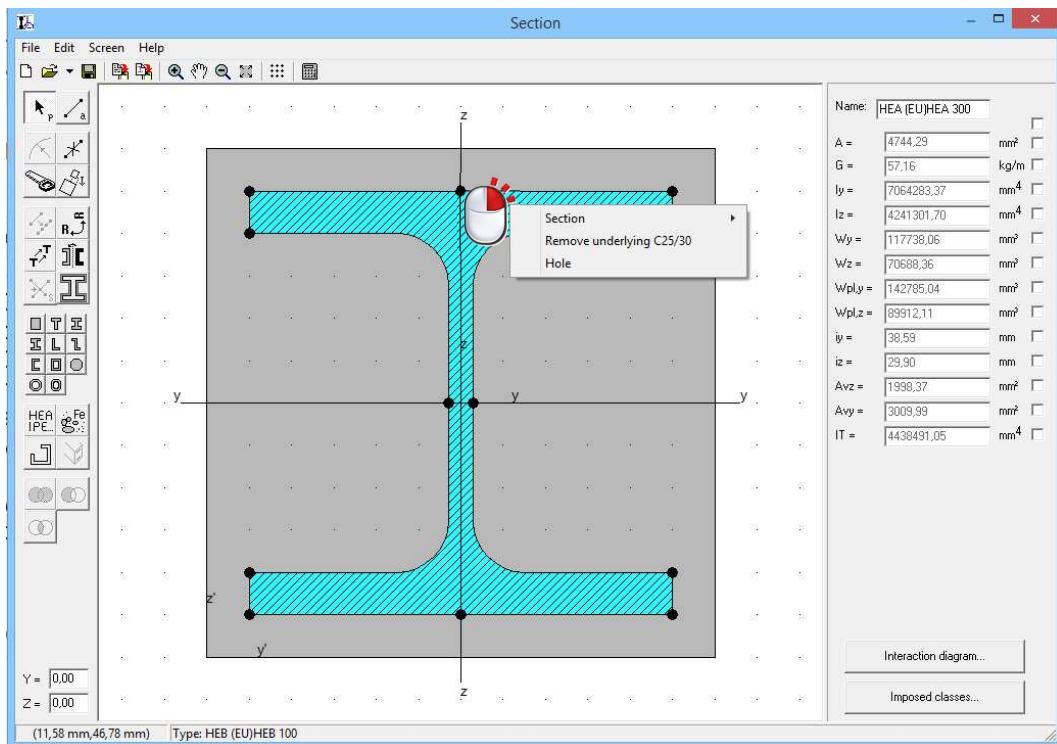 Section
File Edit Screen Help
Name: HEA (EU)HEA 300
A = 4744,29 mm²
G = 57,16 kg/m
Iy = 7064283,37 mm4
Iz = 4241301,70 mm4
Wy = 117738,06 mm³
Wz = 70688,36 mm³
Wpl,y = 142785,04 mm³
Wpl,z = 89912,11 mm³
iy = 38,59 mm
iz = 29,90 mm
Avz = 1998,37 mm²
Avy = 3009,99 mm²
IT = 4438491,05 mm4
z
Section
Remove underlying C25/30
Hole
z
y y y
z'
y'
z
p a
R
T T
s
HEA
IPE...
Fe
Interaction diagram...
Imposed classes...
Y = 0,00
Z = 0,00
(11,58 mm,46,78 mm) Type: HEB (EU)HEB 100